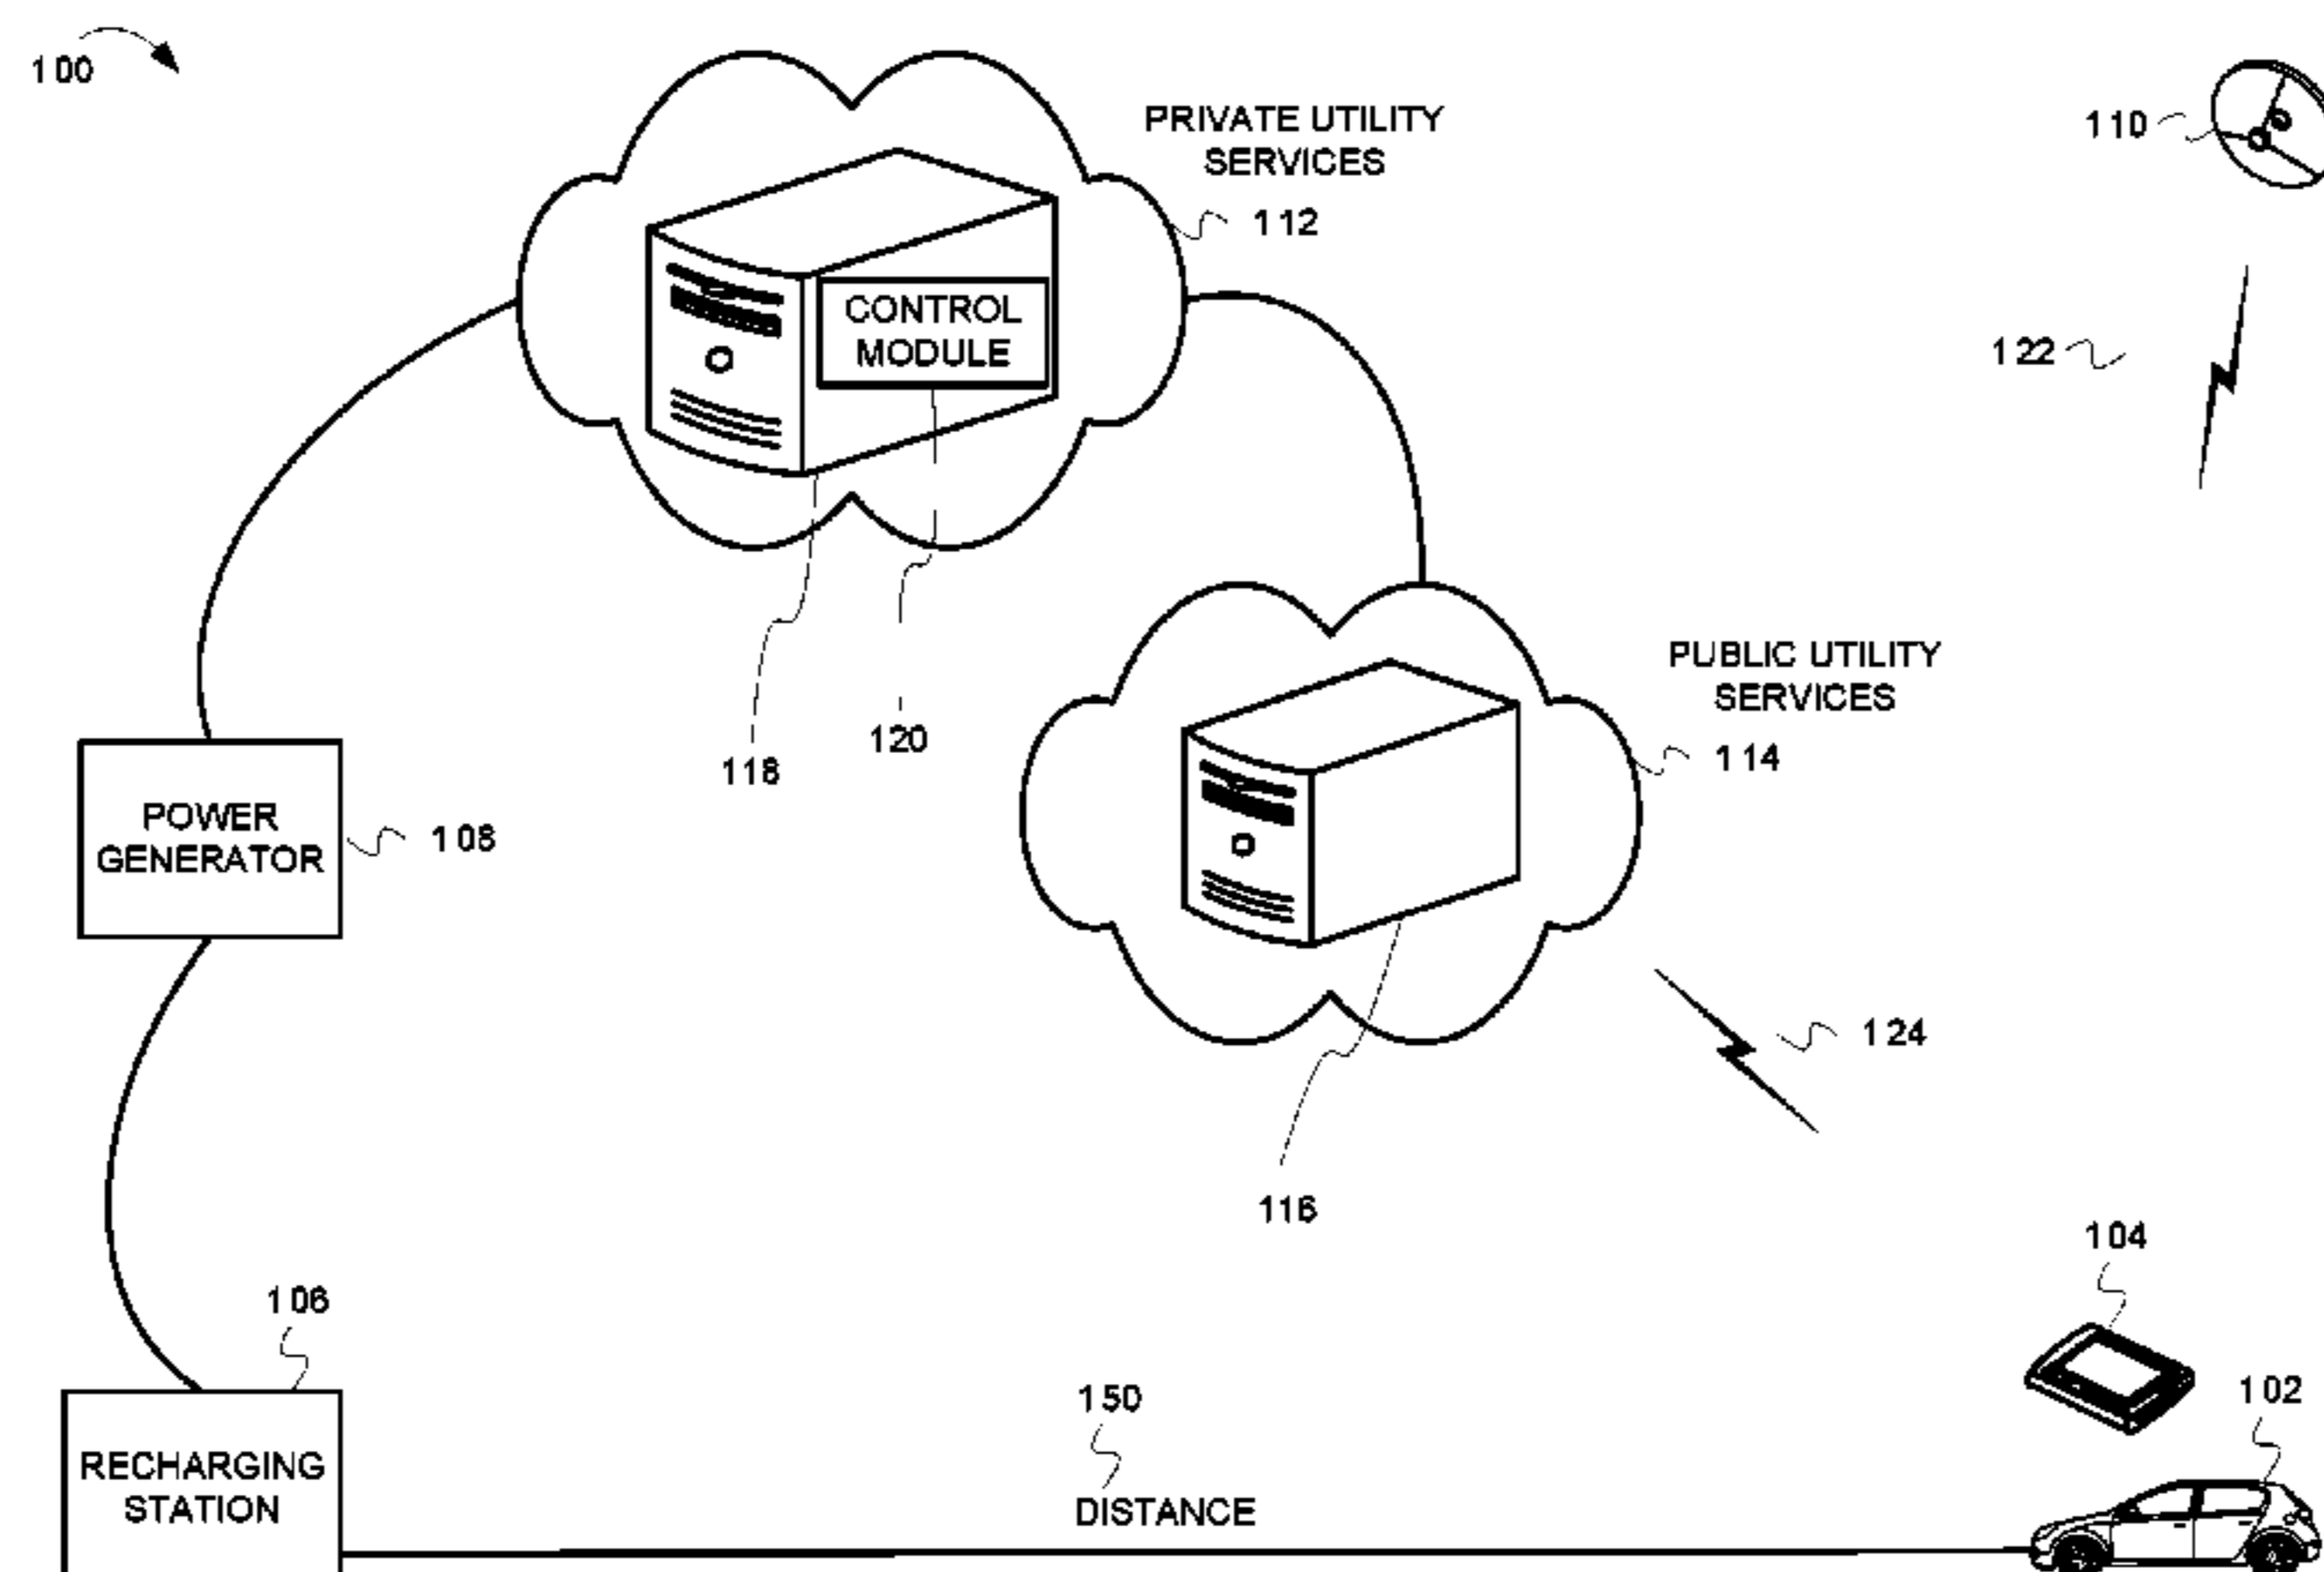 100
PRIVATE UTILITY
SERVICES
112
110
CONTROL
MODULE
122
PUBLIC UTILITY
SERVICES
114
120
118
POWER
GENERATOR
108
124
116
104
106
150
102
RECHARGING
STATION
DISTANCE